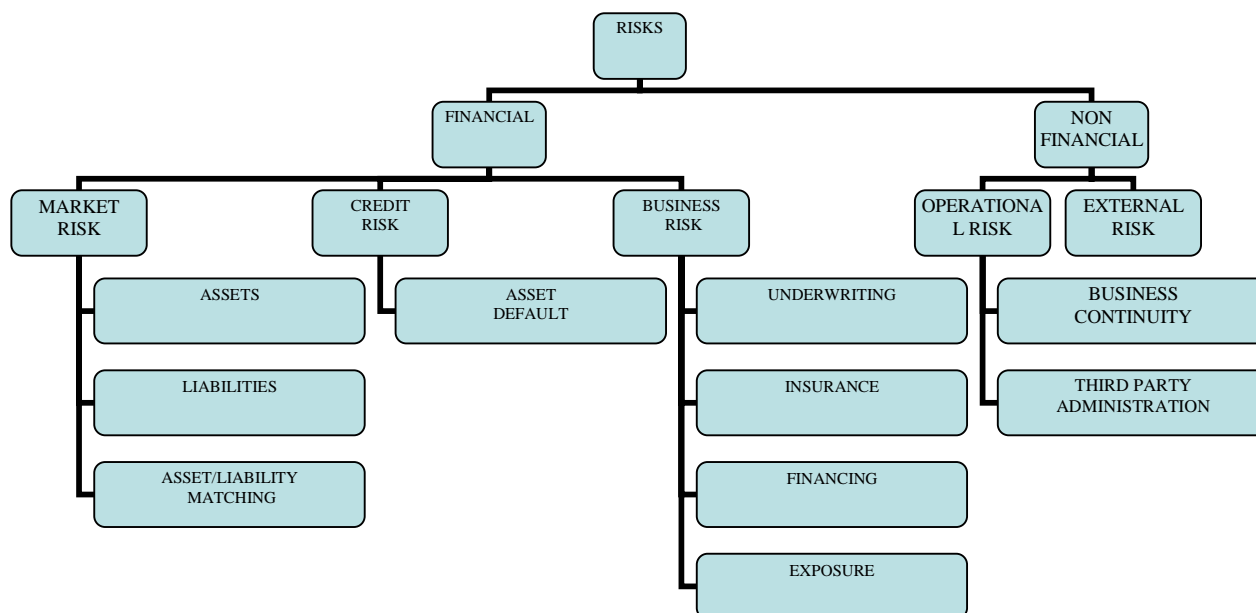 RISKS
FINANCIAL
NON
FINANCIAL
MARKET
RISK
CREDIT
RISK
BUSINESS
RISK
OPERATIONA
L RISK
EXTERNAL
RISK
ASSETS
ASSET
DEFAULT
UNDERWRITING
BUSINESS
CONTINUITY
LIABILITIES
INSURANCE
THIRD PARTY
ADMINISTRATION
ASSET/LIABILITY
MATCHING
FINANCING
EXPOSURE